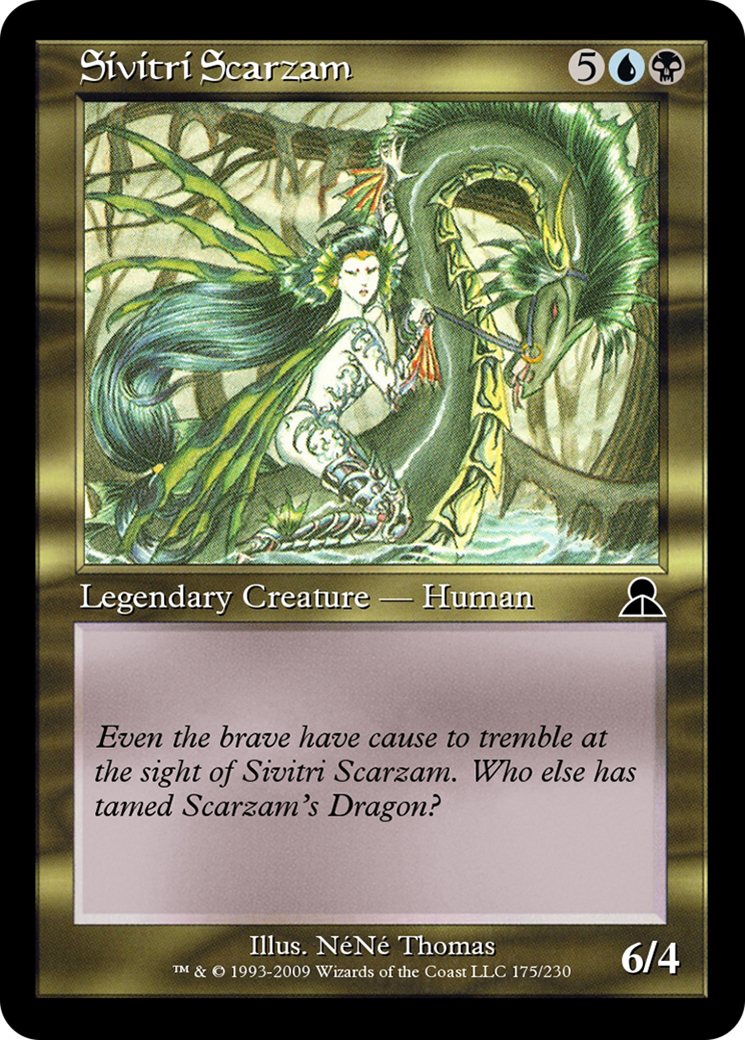 Sivitri Scarzam
5
Legendary Creature — Human
Even the brave have cause to tremble at
the sight of Sivitri Scarzam. Who else has
tamed Scarzam's Dragon?
Illus. NéNé Thomas
™ & © 1993-2009 Wizards of the Coast LLC 175/230
6/4